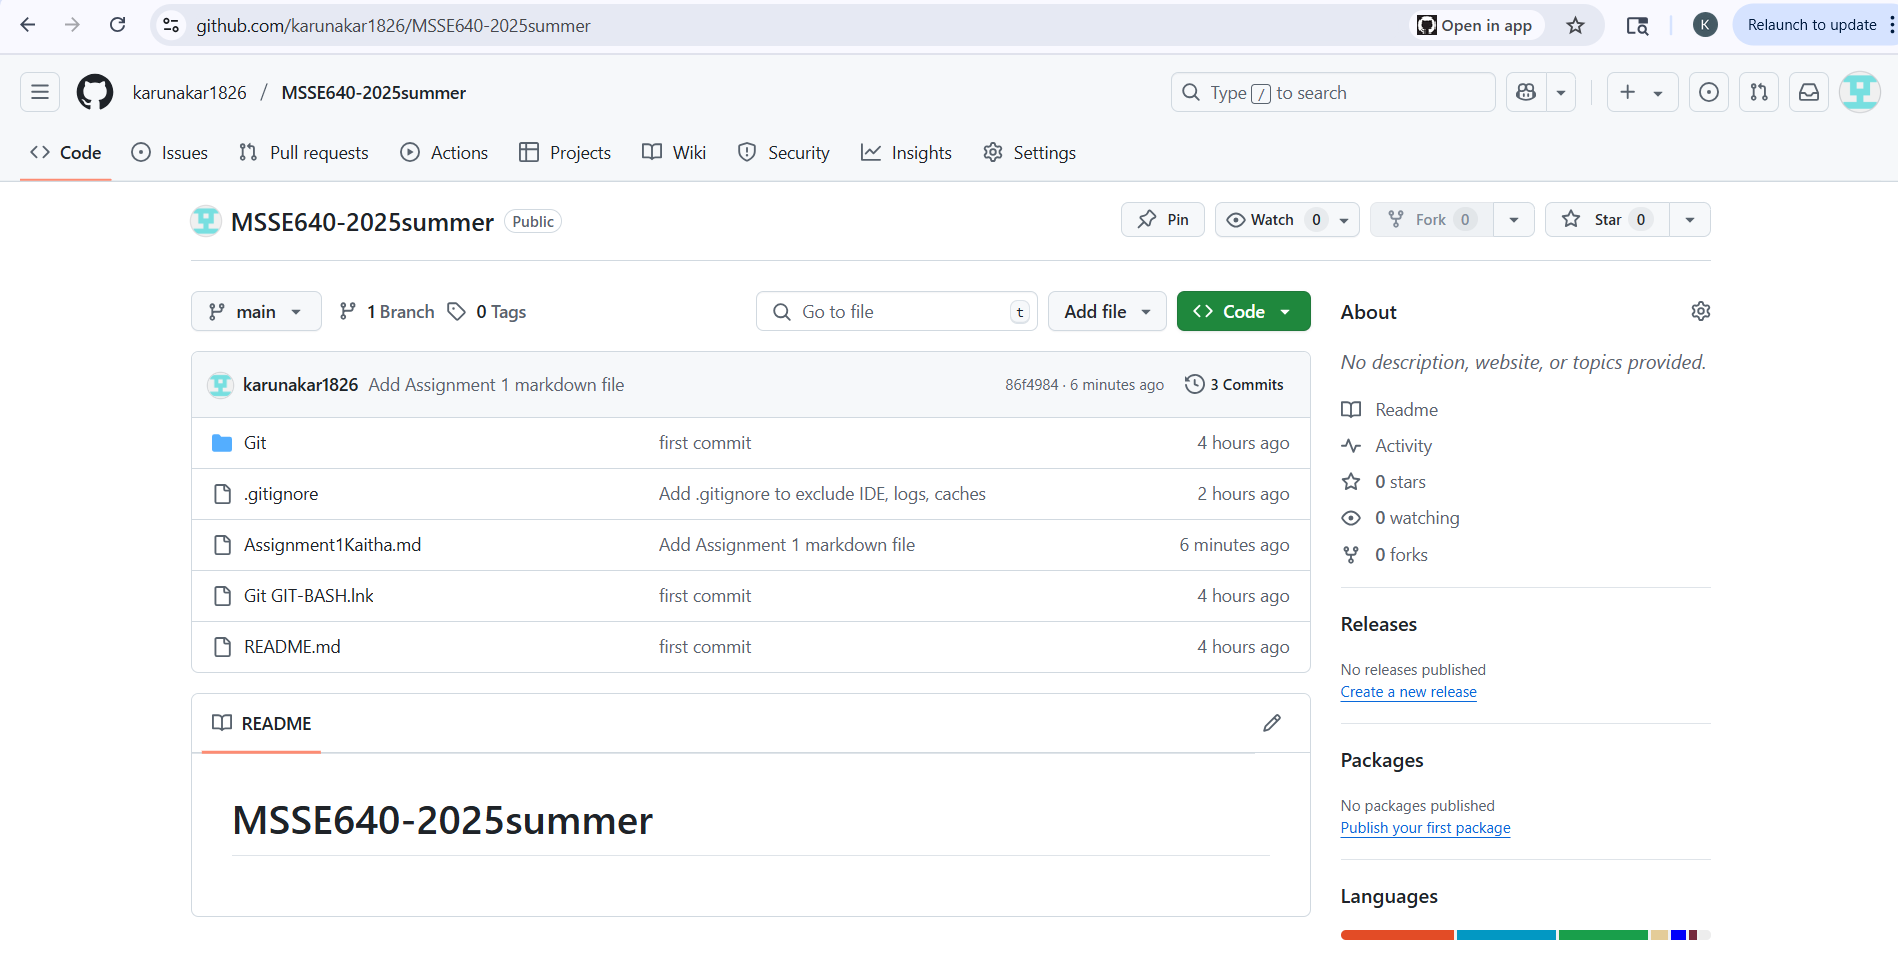 github.com/karunakar1826/MSSE640-2025summer
Open in app
K
Relaunch to update
karunakar1826 / MSSE640-2025summer
Type / to search
Code
Issues
Pull requests
Actions
Projects
Wiki
Security
Insights
Settings
MSSE640-2025summer Public
Pin
Watch 0
Fork 0
Star 0
main
1 Branch
0 Tags
Go to file t
Add file
Code
karunakar1826 Add Assignment 1 markdown file 86f4984 · 6 minutes ago 3 Commits
Git first commit 4 hours ago
.gitignore Add .gitignore to exclude IDE, logs, caches 2 hours ago
Assignment1Kaitha.md Add Assignment 1 markdown file 6 minutes ago
Git GIT-BASH.lnk first commit 4 hours ago
README.md first commit 4 hours ago
README
MSSE640-2025summer
About
No description, website, or topics provided.
Readme
Activity
0 stars
0 watching
0 forks
Releases
No releases published
Create a new release
Packages
No packages published
Publish your first package
Languages